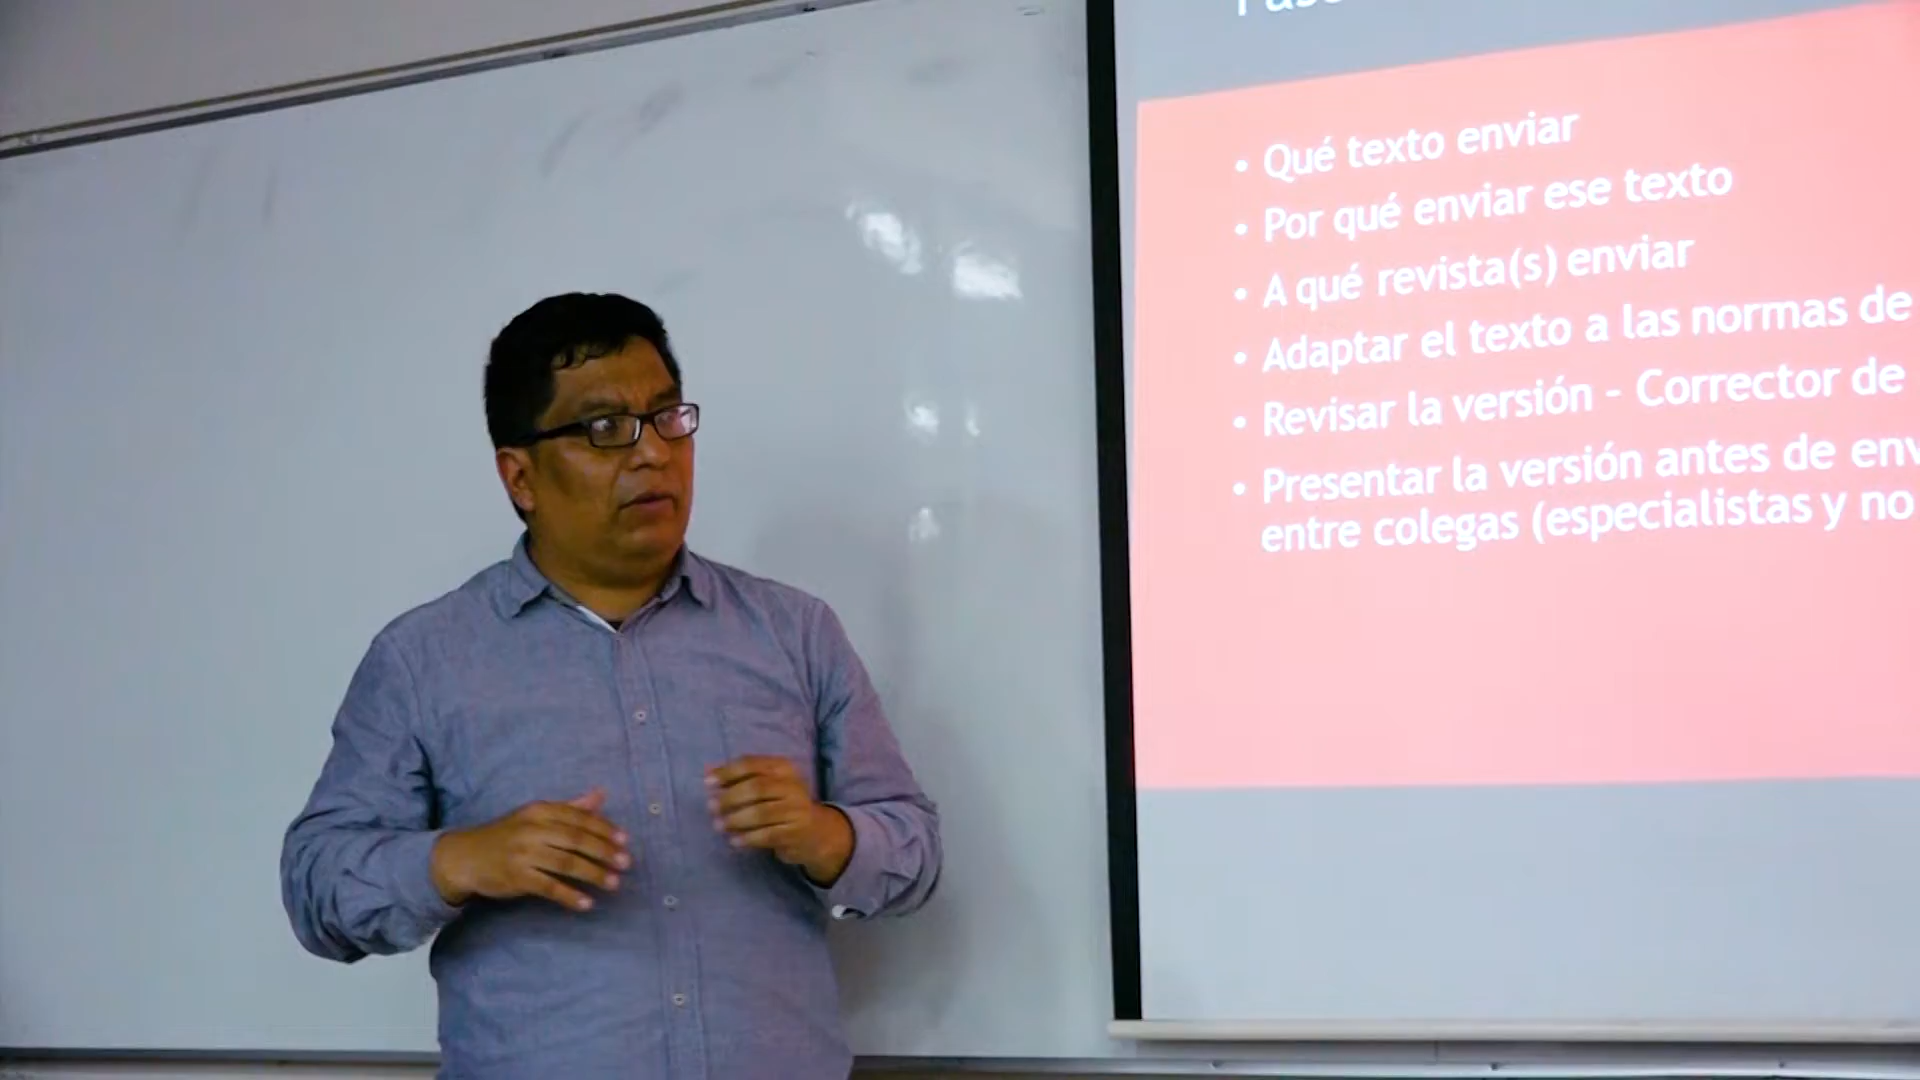 • Qué texto enviar
• Por qué enviar ese texto
• A qué revista(s) enviar
• Adaptar el texto a las normas de
• Revisar la versión - Corrector de
• Presentar la versión antes de
entre colegas (especialistas y no